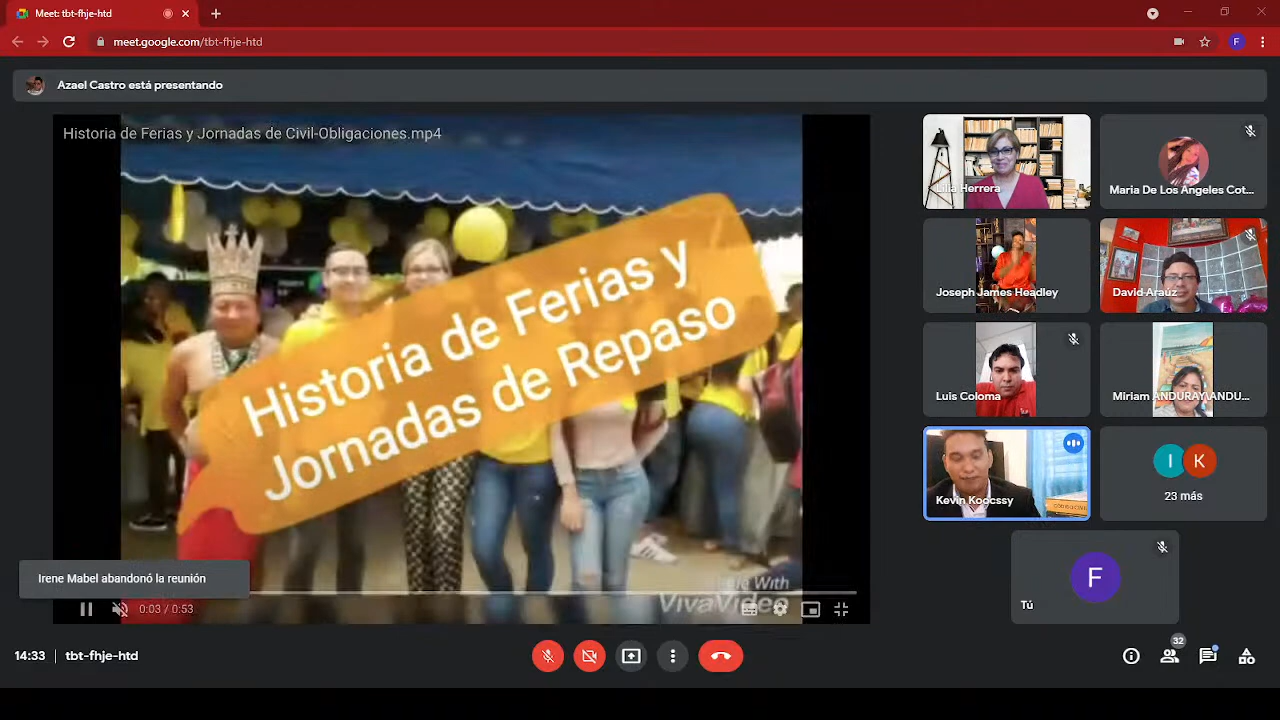 Meet: tbt-fhje-htd
meet.google.com/tbt-fhje-htd
F
Azael Castro está presentando
Historia de Ferias y Jornadas de Civil-Obligaciones.mp4
Historia de Ferias y
Jornadas de Repaso
With
VivaVideo
Irene Mabel abandonó la reunión
0:03 / 0:53
Lilia Herrera
Maria De Los Angeles Cot...
Joseph James Headley
David Araúz
Luis Coloma
Miriam ANDURAY ANDU...
Kevin Koocssy
I
K
23 más
F
Tú
14:33
tbt-fhje-htd
32